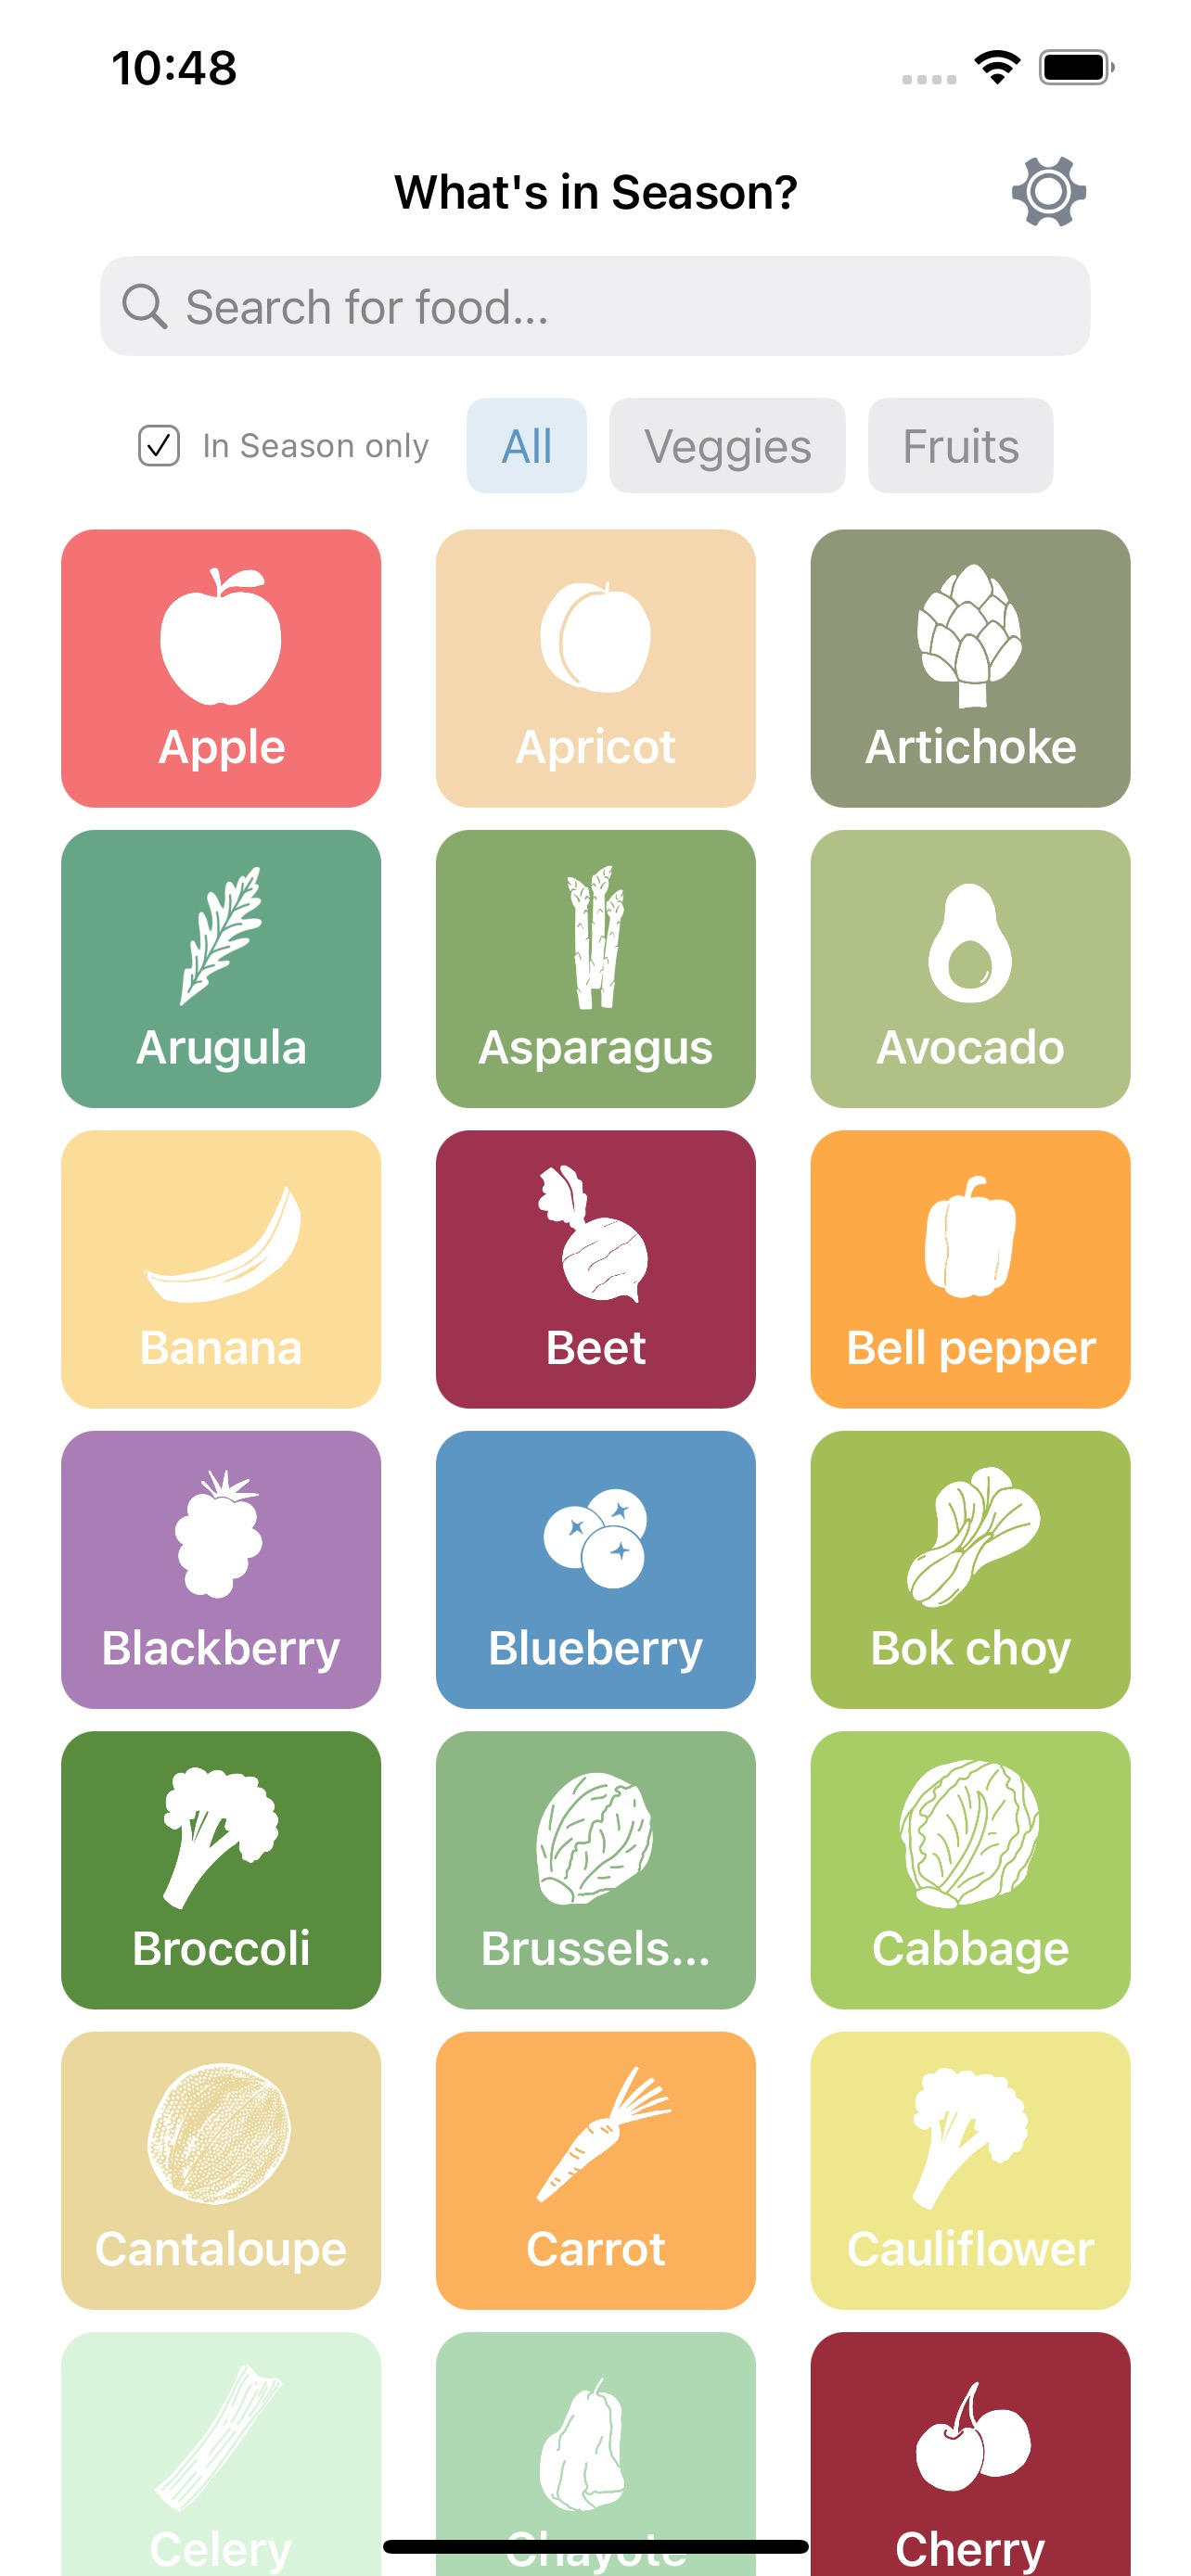 10:48
What's in Season?
Search for food...
In Season only All Veggies Fruits
Apple Apricot Artichoke
Arugula Asparagus Avocado
Banana Beet Bell pepper
Blackberry Blueberry Bok choy
Broccoli Brussels... Cabbage
Cantaloupe Carrot Cauliflower
Celery Chayote Cherry